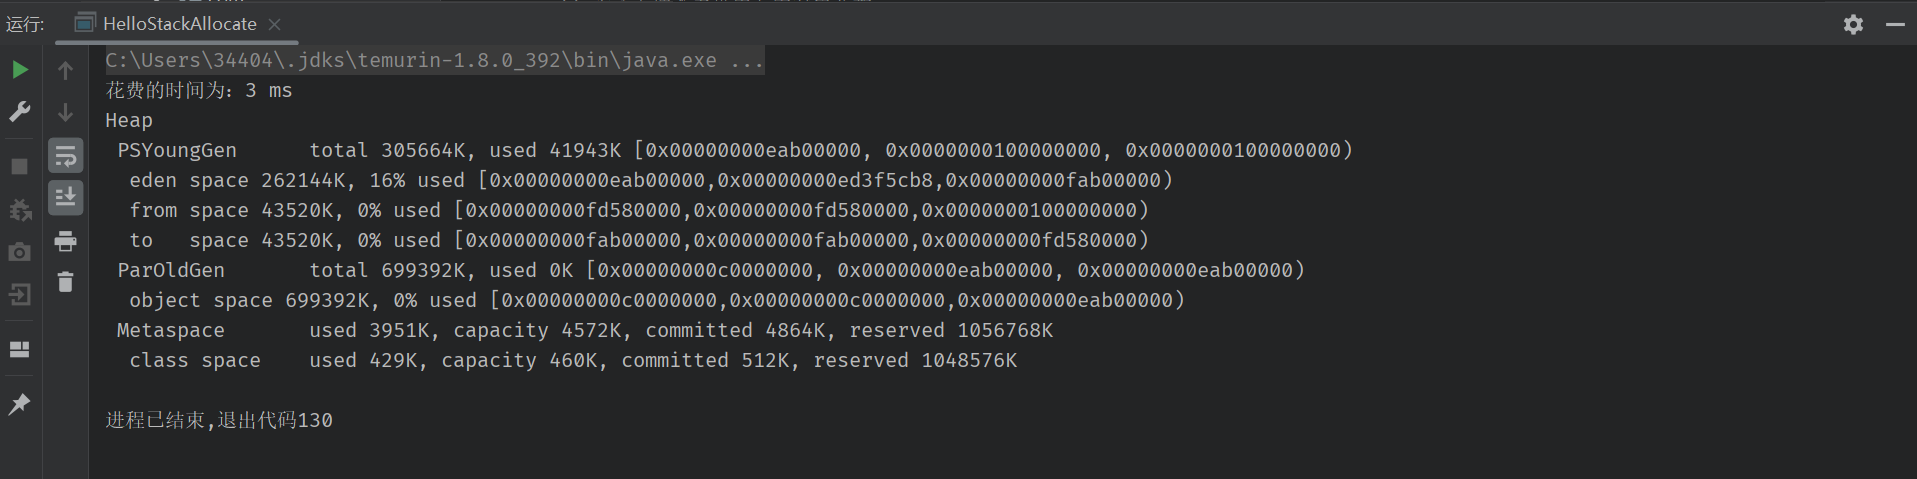 运行: HelloStackAllocate
C:\Users\34404\.jdks\temurin-1.8.0_392\bin\java.exe ...
花费的时间为：3 ms
Heap
 PSYoungGen      total 305664K, used 41943K [0x00000000eab00000, 0x0000000100000000, 0x0000000100000000)
  eden space 262144K, 16% used [0x00000000eab00000,0x00000000ed3f5cb8,0x00000000fab00000)
  from space 43520K, 0% used [0x00000000fd580000,0x00000000fd580000,0x0000000100000000)
  to   space 43520K, 0% used [0x00000000fab00000,0x00000000fab00000,0x00000000fd580000)
 ParOldGen       total 699392K, used 0K [0x00000000c0000000, 0x00000000eab00000, 0x00000000eab00000)
  object space 699392K, 0% used [0x00000000c0000000,0x00000000c0000000,0x00000000eab00000)
 Metaspace       used 3951K, capacity 4572K, committed 4864K, reserved 1056768K
  class space    used 429K, capacity 460K, committed 512K, reserved 1048576K
进程已结束,退出代码130